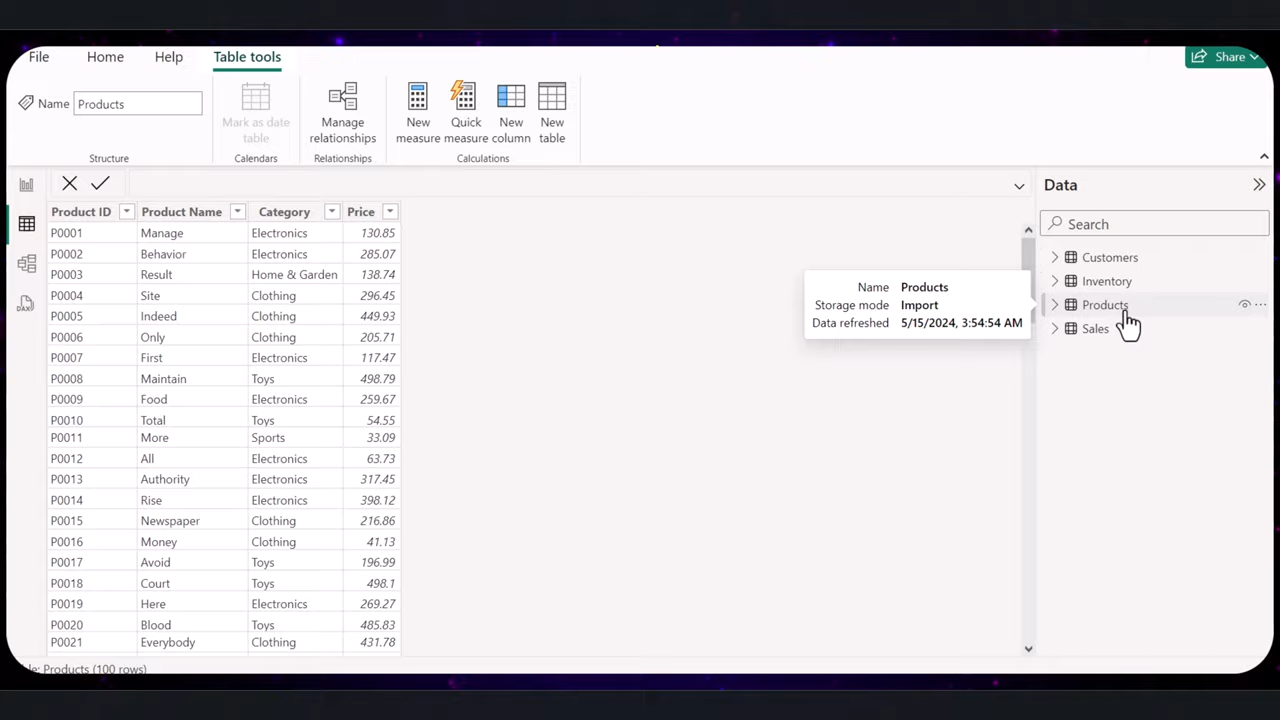 File Home Help Table tools Share
Name Products
Mark as date table
Manage relationships
New measure
Quick measure
New column
New table
Structure Calendars Relationships Calculations
Data
Search
Customers
Inventory
Products
Sales
Name Products
Storage mode Import
Data refreshed 5/15/2024, 3:54:54 AM
Product ID Product Name Category Price
P0001 Manage Electronics 130.85
P0002 Behavior Electronics 285.07
P0003 Result Home & Garden 138.74
P0004 Site Clothing 296.45
P0005 Indeed Clothing 449.93
P0006 Only Clothing 205.71
P0007 First Electronics 117.47
P0008 Maintain Toys 498.79
P0009 Food Electronics 259.67
P0010 Total Toys 54.55
P0011 More Sports 33.09
P0012 All Electronics 63.73
P0013 Authority Electronics 317.45
P0014 Rise Electronics 398.12
P0015 Newspaper Clothing 216.86
P0016 Money Clothing 41.13
P0017 Avoid Toys 196.99
P0018 Court Toys 498.1
P0019 Here Electronics 269.27
P0020 Blood Toys 485.83
P0021 Everybody Clothing 431.78
Products (100 rows)